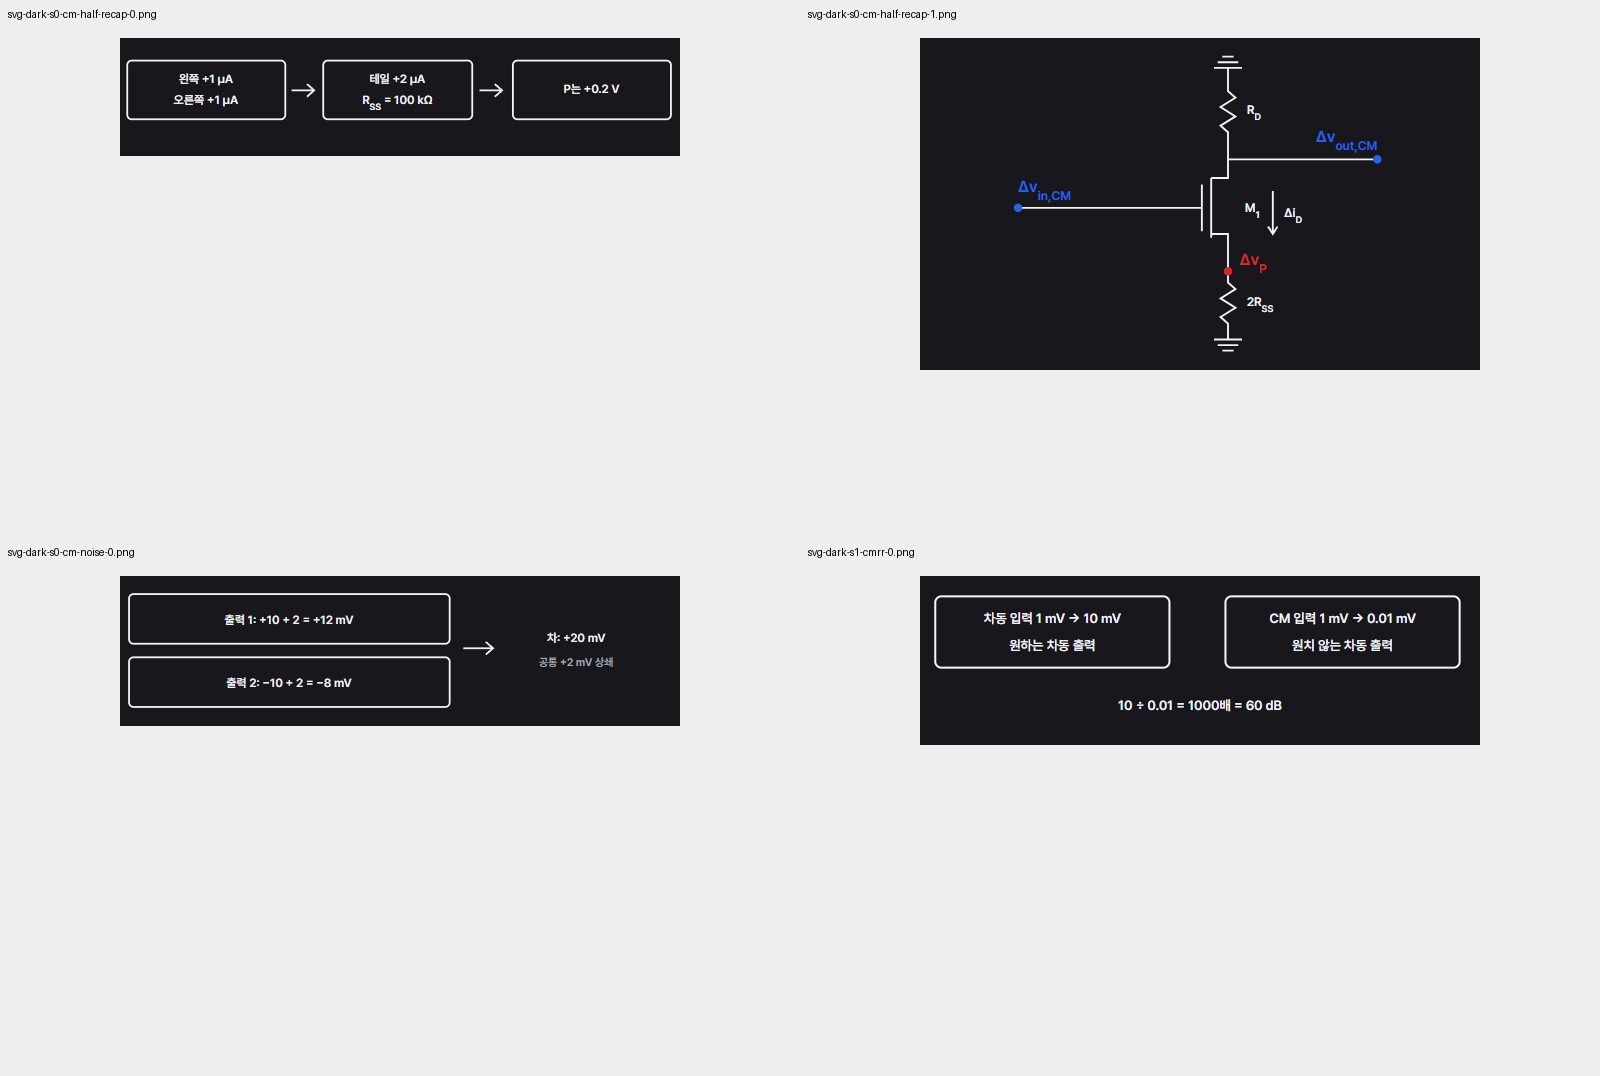 svg-dark-s0-cm-half-recap-0.png
왼쪽 +1 μA
오른쪽 +1 μA
테일 +2 μA
RSS = 100 kΩ
P는 +0.2 V
svg-dark-s0-cm-half-recap-1.png
RD
Δvout,CM
Δvin,CM
M1
ΔiD
ΔvP
2RSS
svg-dark-s0-cm-noise-0.png
출력 1: +10 + 2 = +12 mV
출력 2: −10 + 2 = −8 mV
차: +20 mV
공통 +2 mV 상쇄
svg-dark-s1-cmrr-0.png
차동 입력 1 mV → 10 mV
원하는 차동 출력
CM 입력 1 mV → 0.01 mV
원치 않는 차동 출력
10 ÷ 0.01 = 1000배 = 60 dB